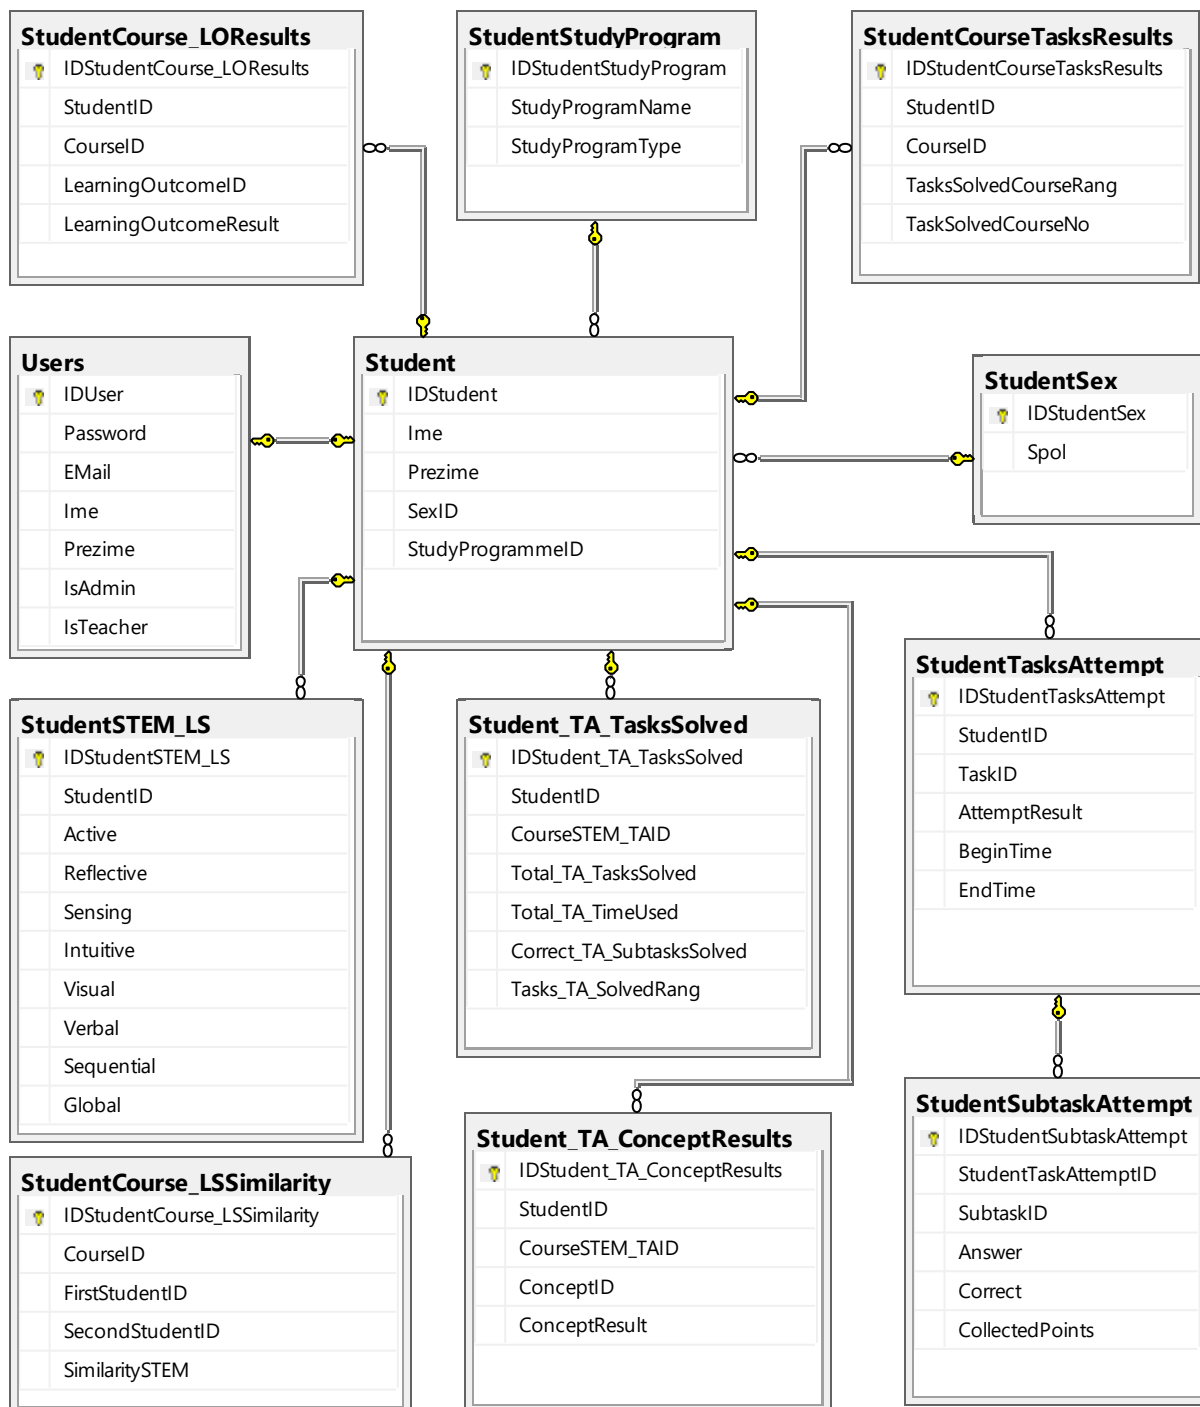 StudentCourse_LOResults
IDStudentCourse_LOResults
StudentID
CourseID
LearningOutcomeID
LearningOutcomeResult
StudentStudyProgram
IDStudentStudyProgram
StudyProgramName
StudyProgramType
StudentCourseTasksResults
IDStudentCourseTasksResults
StudentID
CourseID
TasksSolvedCourseRang
TaskSolvedCourseNo
Users
IDUser
Password
EMail
Ime
Prezime
IsAdmin
IsTeacher
Student
IDStudent
Ime
Prezime
SexID
StudyProgrammeID
StudentSex
IDStudentSex
Spol
StudentSTEM_LS
IDStudentSTEM_LS
StudentID
Active
Reflective
Sensing
Intuitive
Visual
Verbal
Sequential
Global
Student_TA_TasksSolved
IDStudent_TA_TasksSolved
StudentID
CourseSTEM_TAID
Total_TA_TasksSolved
Total_TA_TimeUsed
Correct_TA_SubtasksSolved
Tasks_TA_SolvedRang
StudentTasksAttempt
IDStudentTasksAttempt
StudentID
TaskID
AttemptResult
BeginTime
EndTime
StudentCourse_LSSimilarity
IDStudentCourse_LSSimilarity
CourseID
FirstStudentID
SecondStudentID
SimilaritySTEM
Student_TA_ConceptResults
IDStudent_TA_ConceptResults
StudentID
CourseSTEM_TAID
ConceptID
ConceptResult
StudentSubtaskAttempt
IDStudentSubtaskAttempt
StudentTaskAttemptID
SubtaskID
Answer
Correct
CollectedPoints